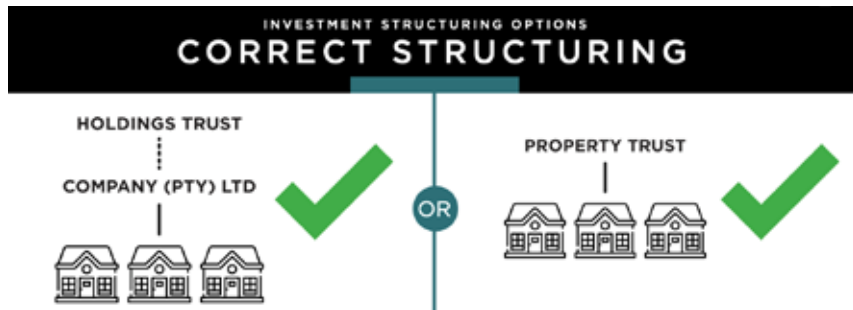 INVESTMENT STRUCTURING OPTIONS
CORRECT STRUCTURING
HOLDINGS TRUST
COMPANY (PTY) LTD
OR
PROPERTY TRUST